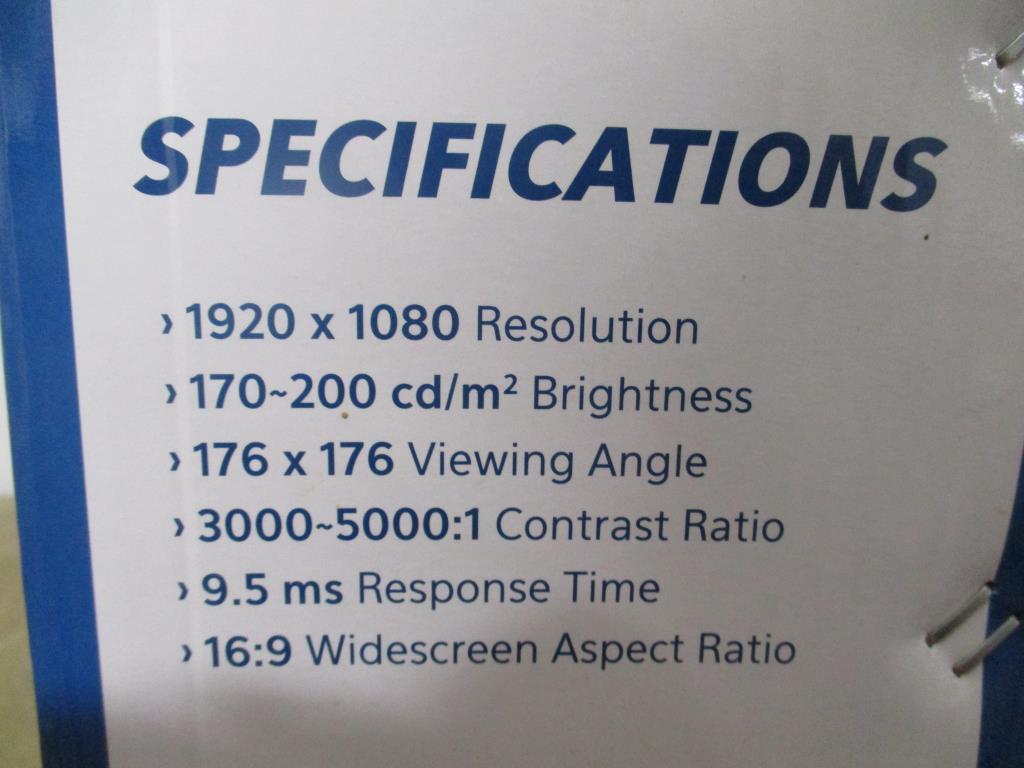 SPECIFICATIONS
› 1920 x 1080 Resolution
› 170~200 cd/m² Brightness
› 176 x 176 Viewing Angle
› 3000~5000:1 Contrast Ratio
› 9.5 ms Response Time
› 16:9 Widescreen Aspect Ratio